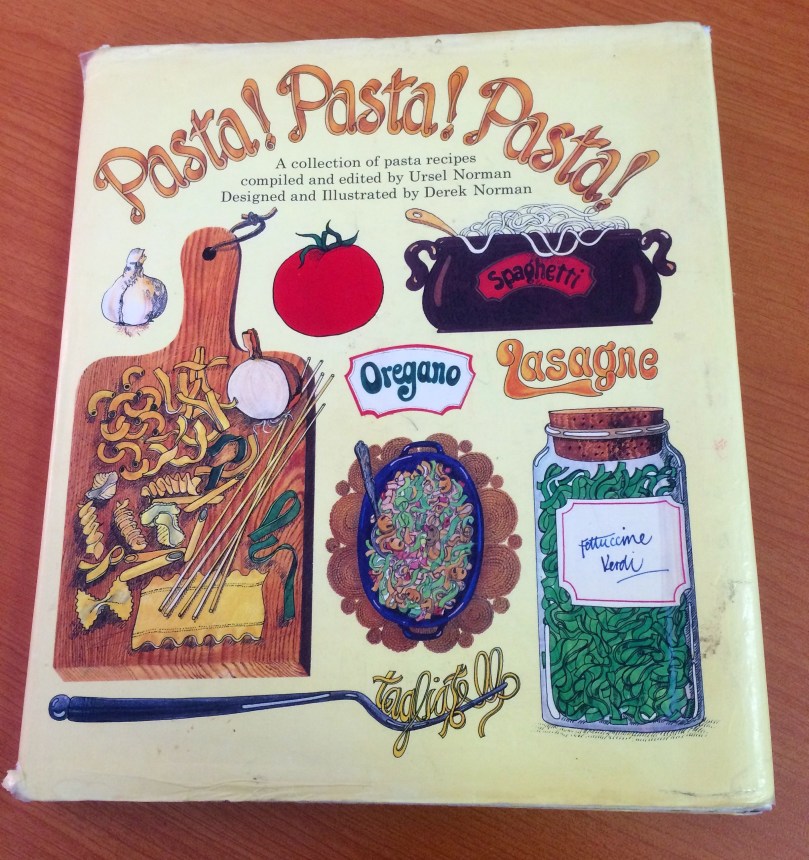 Pasta! Pasta! Pasta!
A collection of pasta recipes
compiled and edited by Ursel Norman
Designed and Illustrated by Derek Norman
Spaghetti
Oregano
Lasagne
fettuccine
Verdi
tagliatelle